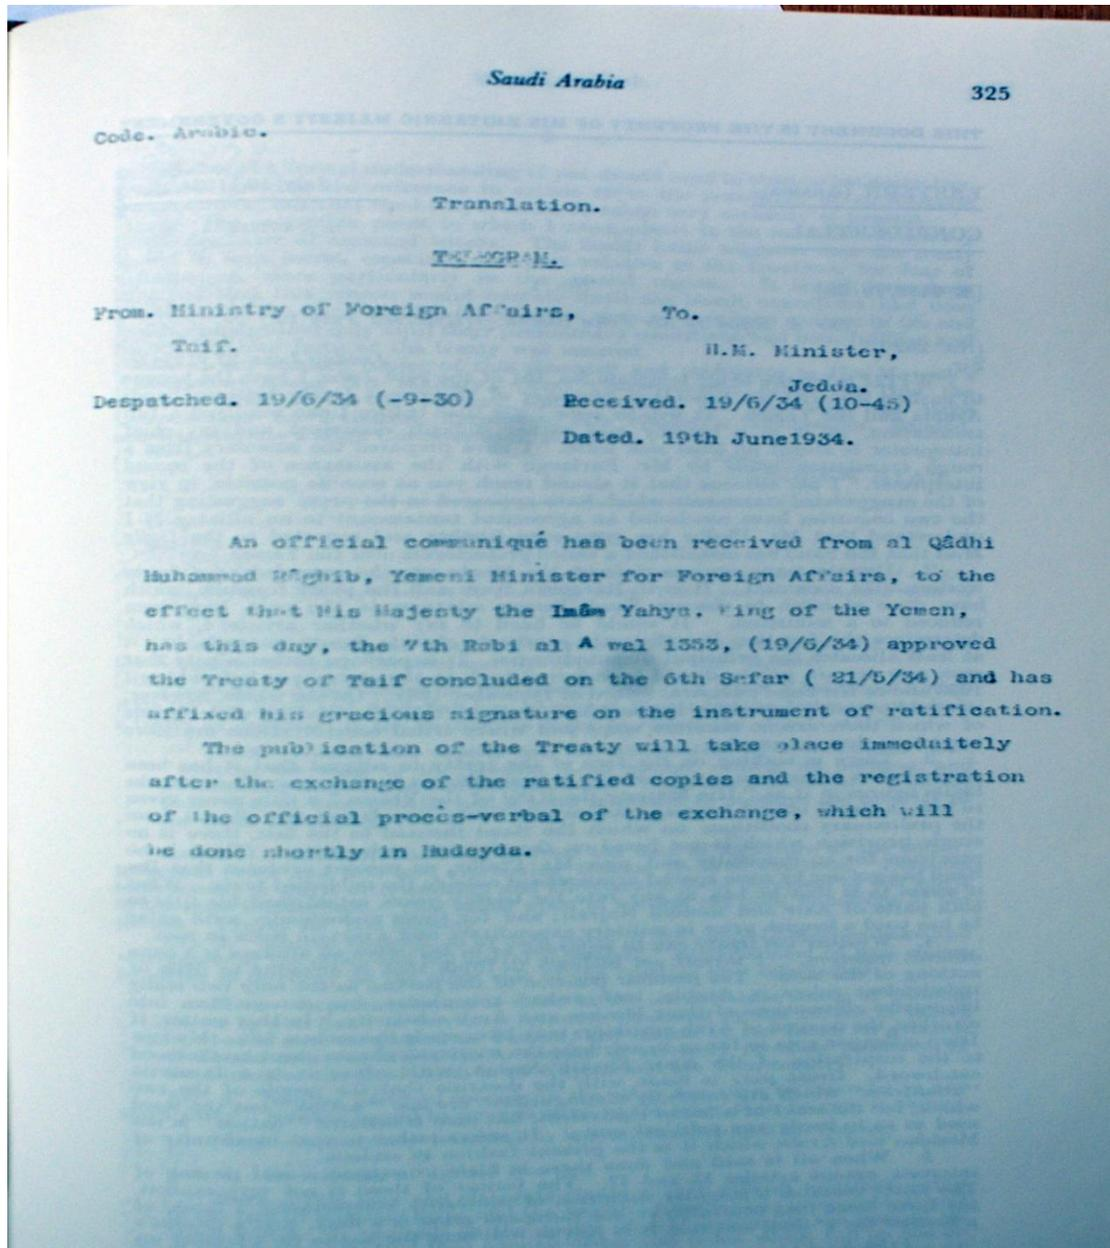 Saudi Arabia
325
Code. Arabic.
Translation.
TELEGRAM.
From. Ministry of Foreign Affairs, To.
Taif. H.M. Minister,
Jedda.
Despatched. 19/6/34 (-9-30) Received. 19/6/34 (10-45)
Dated. 19th June1934.
An official communiqué has been received from al Qâdhi
Muhammad Râghib, Yemeni Minister for Foreign Affairs, to the
effect that His Majesty the Imâm Yahya, King of the Yemen,
has this day, the 7th Rabi al A wal 1353, (19/6/34) approved
the Treaty of Taif concluded on the 6th Safar ( 21/5/34) and has
affixed his gracious signature on the instrument of ratification.
The publication of the Treaty will take place immeduitely
after the exchange of the ratified copies and the registration
of the official procès-verbal of the exchange, which will
be done shortly in Hudeyda.